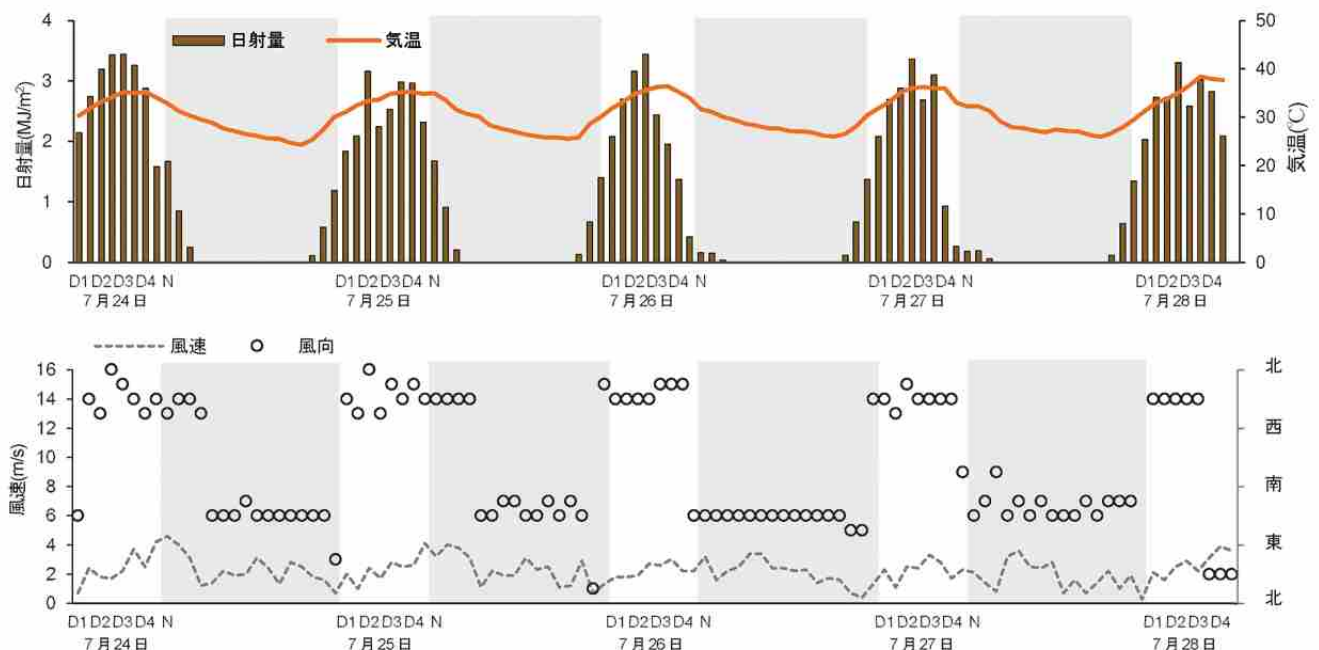 日射量 気温
4
3
2
1
0
日射量(MJ/m²)
50
40
30
20
10
0
気温(℃)
D1D2D3D4 N D1D2D3D4 N D1D2D3D4 N D1D2D3D4 N D1D2D3D4
7月24日 7月25日 7月26日 7月27日 7月28日
風速 風向
16
14
12
10
8
6
4
2
0
風速(m/s)
北
西
南
東
北
D1D2D3D4 N D1D2D3D4 N D1D2D3D4 N D1D2D3D4 N D1D2D3D4
7月24日 7月25日 7月26日 7月27日 7月28日